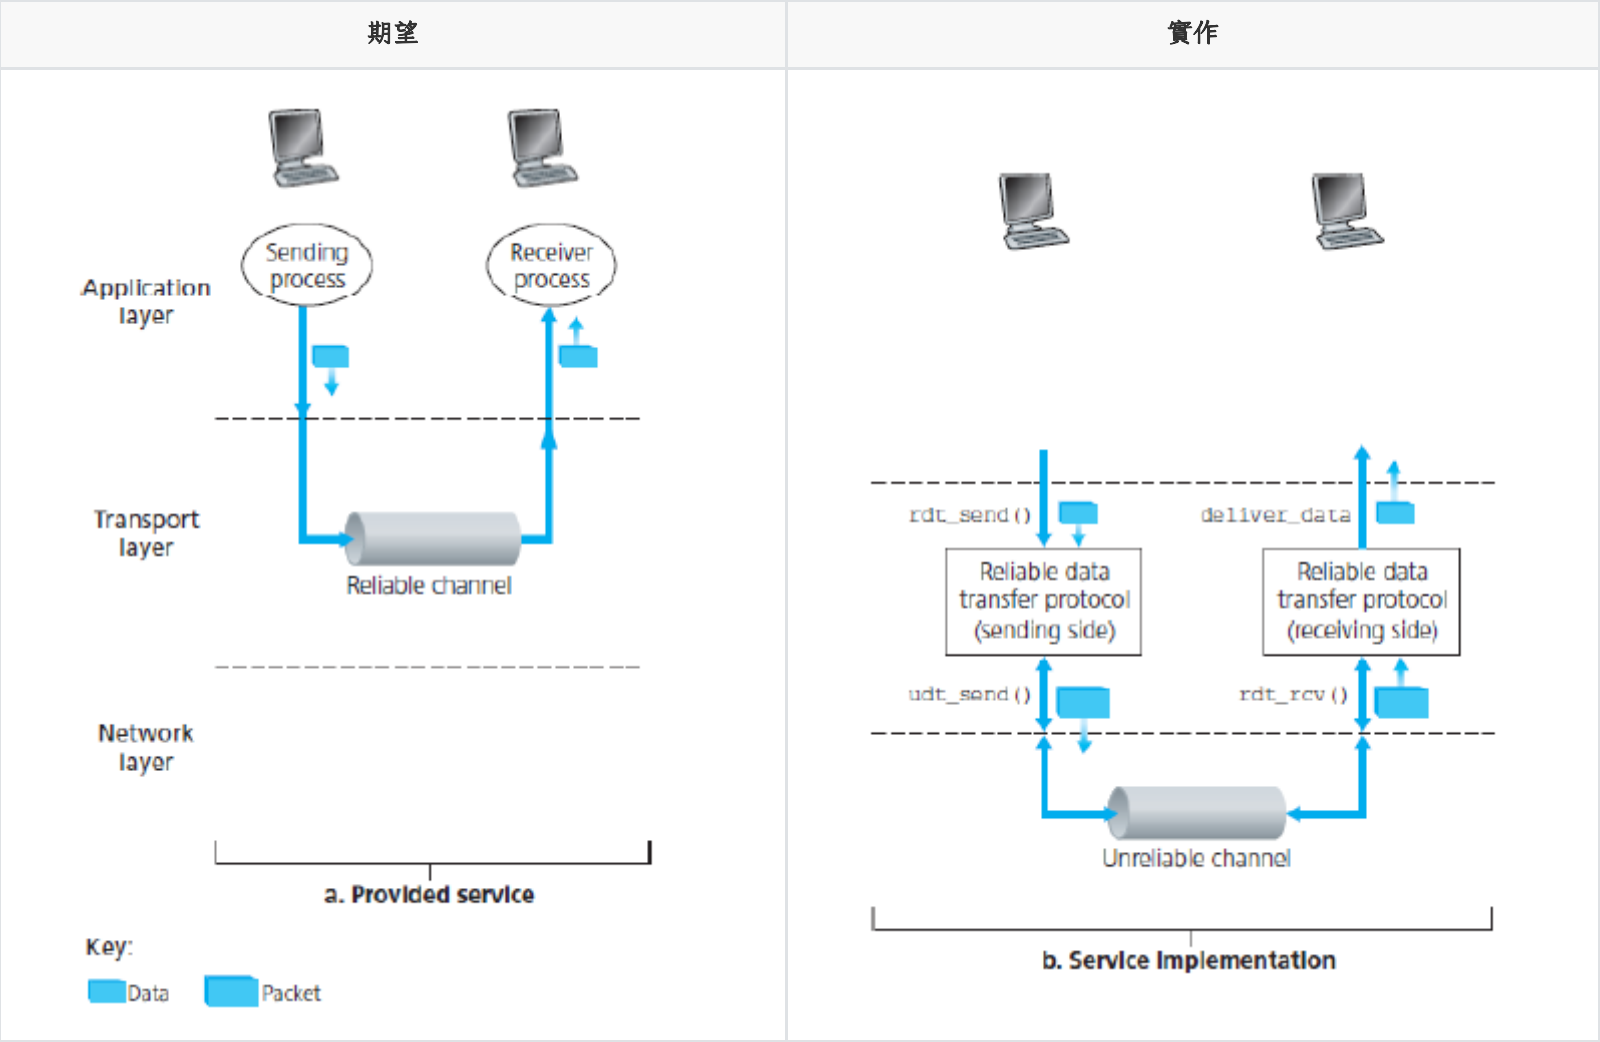 期望
實作
Sending
process
Receiver
process
Application
layer
Transport
layer
Reliable channel
Network
layer
a. Provided service
Key:
Data
Packet
rdt_send()
deliver_data
Reliable data
transfer protocol
(sending side)
Reliable data
transfer protocol
(receiving side)
udt_send()
rdt_rcv()
Unreliable channel
b. Service implementation